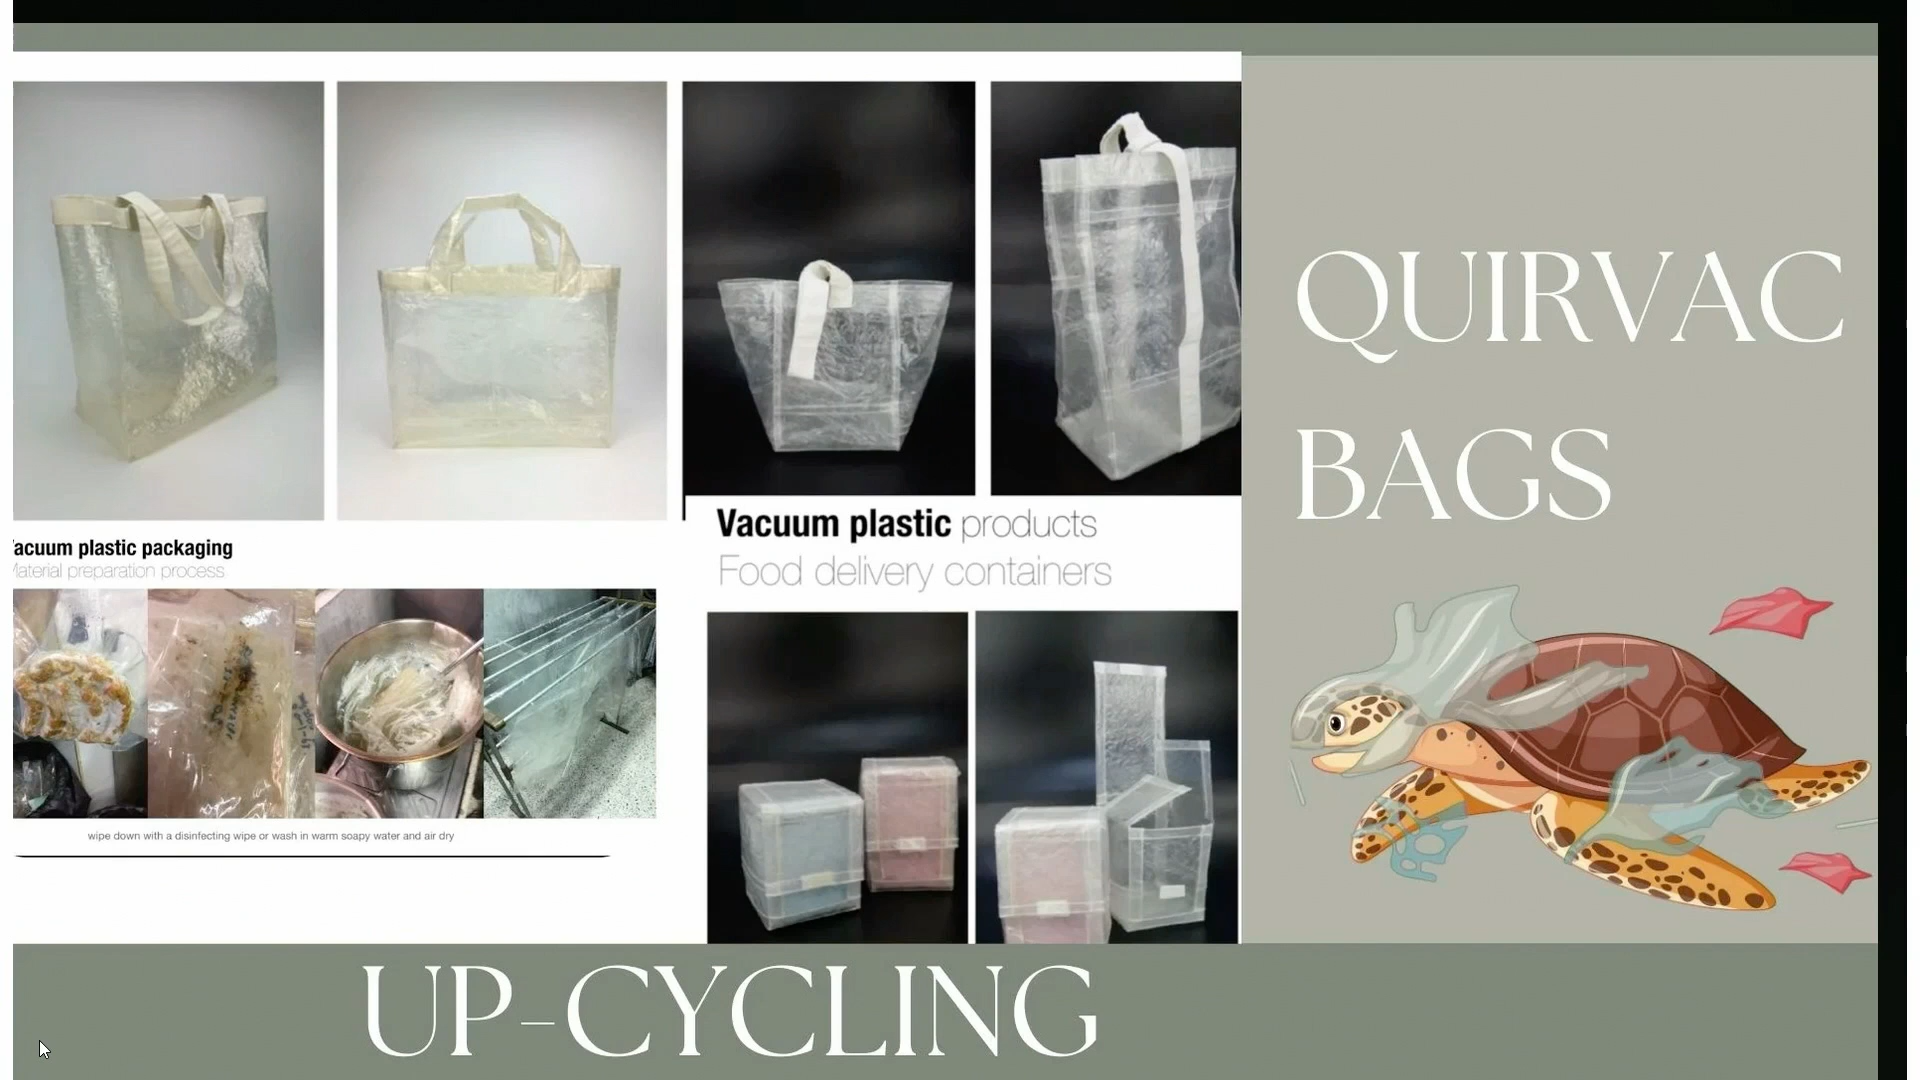 acuum plastic packaging
Material preparation process
wipe down with a disinfecting wipe or wash in warm soapy water and air dry
Vacuum plastic products
Food delivery containers
QUIRVAC
BAGS
UP-CYCLING